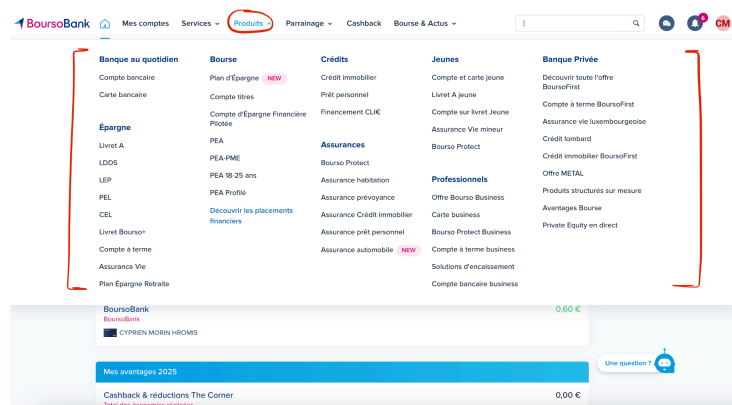 BoursoBank
Mes comptes
Services
Produits
Parrainage
Cashback
Bourse & Actus
6
CM
Banque au quotidien
Compte bancaire
Carte bancaire
Épargne
Livret A
LDDS
LEP
PEL
CEL
Livret Bourso+
Compte à terme
Assurance Vie
Plan Épargne Retraite
Bourse
Plan d'Épargne NEW
Compte titres
Compte d'Épargne Financière
Pilotée
PEA
PEA-PME
PEA 18-25 ans
PEA Profilé
Découvrir les placements
financiers
Crédits
Crédit Immobilier
Prêt personnel
Financement CLI€
Assurances
Bourso Protect
Assurance habitation
Assurance prévoyance
Assurance Crédit immobilier
Assurance prêt personnel
Assurance automobile NEW
Jeunes
Compte et carte jeune
Livret A jeune
Compte sur livret Jeune
Assurance Vie mineur
Bourso Protect
Professionnels
Offre Bourso Business
Carte business
Bourso Protect Business
Compte à terme business
Solutions d'encaissement
Compte bancaire business
Banque Privée
Découvrir toute l'offre
BoursoFirst
Compte à terme BoursoFirst
Assurance vie luxembourgeoise
Crédit lombard
Crédit immobilier BoursoFirst
Offre METAL
Produits structurés sur mesure
Avantages Bourse
Private Equity en direct
BoursoBank 0,60 €
BoursoBank
CYPRIEN MORIN HROMIS
Une question ?
Mes avantages 2025
Cashback & réductions The Corner 0,00 €
Total des économies réalisées